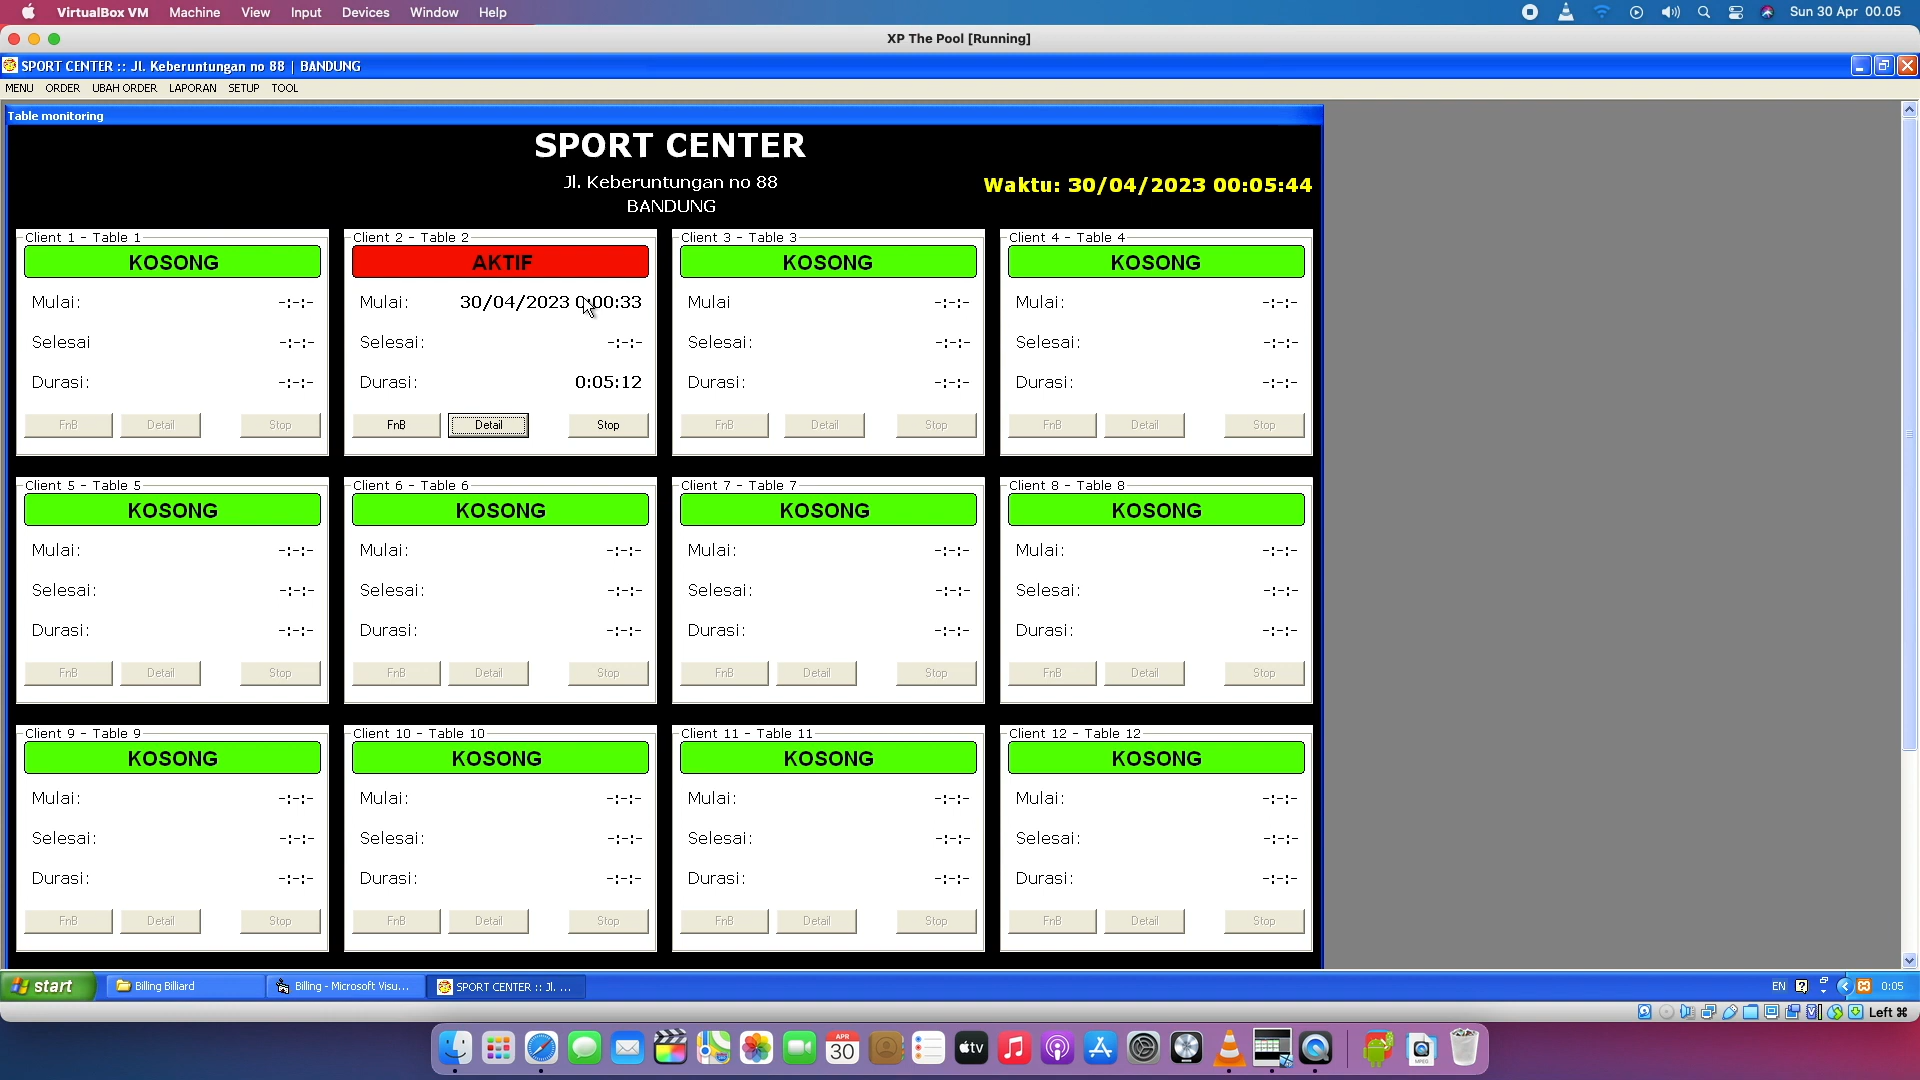 VirtualBox VM Machine View Input Devices Window Help Sun 30 Apr 00.05
XP The Pool [Running]
SPORT CENTER :: Jl. Keberuntungan no 88 | BANDUNG
MENU ORDER UBAH ORDER LAPORAN SETUP TOOL
Table monitoring
SPORT CENTER
Jl. Keberuntungan no 88
Waktu: 30/04/2023 00:05:44
BANDUNG
Client 1 - Table 1 Client 2 - Table 2 Client 3 - Table 3 Client 4 - Table 4
KOSONG AKTIF KOSONG KOSONG
Mulai: -:-:- Mulai: 30/04/2023 0:00:33 Mulai -:-:- Mulai: -:-:-
Selesai -:-:- Selesai: -:-:- Selesai: -:-:- Selesai: -:-:-
Durasi: -:-:- Durasi: 0:05:12 Durasi: -:-:- Durasi: -:-:-
FnB Detail Stop FnB Detail Stop FnB Detail Stop FnB Detail Stop
Client 5 - Table 5 Client 6 - Table 6 Client 7 - Table 7 Client 8 - Table 8
KOSONG KOSONG KOSONG KOSONG
Mulai: -:-:- Mulai: -:-:- Mulai: -:-:- Mulai: -:-:-
Selesai: -:-:- Selesai: -:-:- Selesai: -:-:- Selesai: -:-:-
Durasi: -:-:- Durasi: -:-:- Durasi: -:-:- Durasi: -:-:-
FnB Detail Stop FnB Detail Stop FnB Detail Stop FnB Detail Stop
Client 9 - Table 9 Client 10 - Table 10 Client 11 - Table 11 Client 12 - Table 12
KOSONG KOSONG KOSONG KOSONG
Mulai: -:-:- Mulai: -:-:- Mulai: -:-:- Mulai: -:-:-
Selesai: -:-:- Selesai: -:-:- Selesai: -:-:- Selesai: -:-:-
Durasi: -:-:- Durasi: -:-:- Durasi: -:-:- Durasi: -:-:-
FnB Detail Stop FnB Detail Stop FnB Detail Stop FnB Detail Stop
start Billing Billiard Billing - Microsoft Visu... SPORT CENTER :: Jl. ... EN 0:05
Left ⌘
APR
30
tv
MPEG